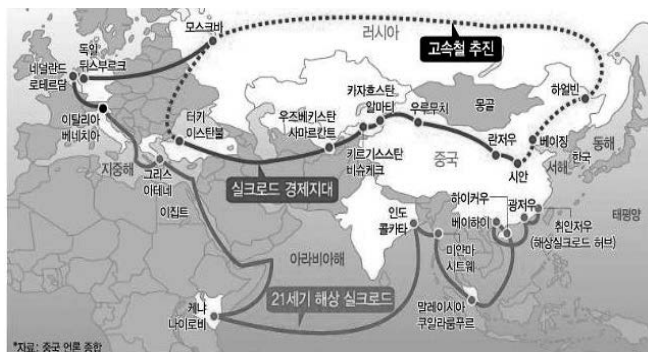 모스크바
러시아
고속철 추진
독일
뒤스부르크
네널란드
로테르담
이탈리아
베네치아
터키
이스탄불
우즈베키스탄
사마르칸트
카자흐스탄
알마티
우루무치
몽골
하얼빈
베이징
동해
한국
서해
란저우
시안
중국
키르기스스탄
비슈케크
지중해
그리스
아테네
실크로드 경제지대
이집트
아라비아해
인도
콜카타
하이커우
베이하이
광저우
태평양
취안저우
(해상실크로드 허브)
미얀마
시트웨
케냐
나이로비
21세기 해상 실크로드
말레이시아
쿠알라룸푸르
*자료: 중국 언론 종합